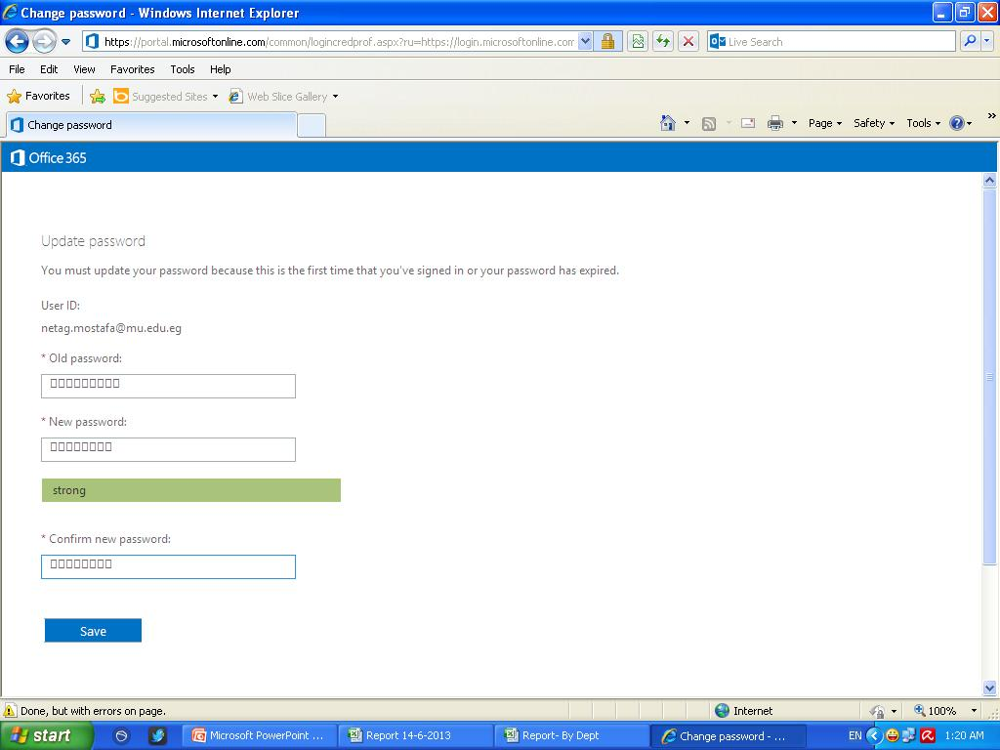 Change password - Windows Internet Explorer
https://portal.microsoftonline.com/common/logincredprof.aspx?ru=https://login.microsoftonline.com
Live Search
File Edit View Favorites Tools Help
Favorites Suggested Sites Web Slice Gallery
Change password
Page Safety Tools
Office 365
Update password
You must update your password because this is the first time that you've signed in or your password has expired.
User ID:
netag.mostafa@mu.edu.eg
* Old password:
* New password:
strong
* Confirm new password:
Save
Done, but with errors on page.
Internet
100%
start
Microsoft PowerPoint ...
Report 14-6-2013
Report- By Dept
Change password - ...
EN
1:20 AM